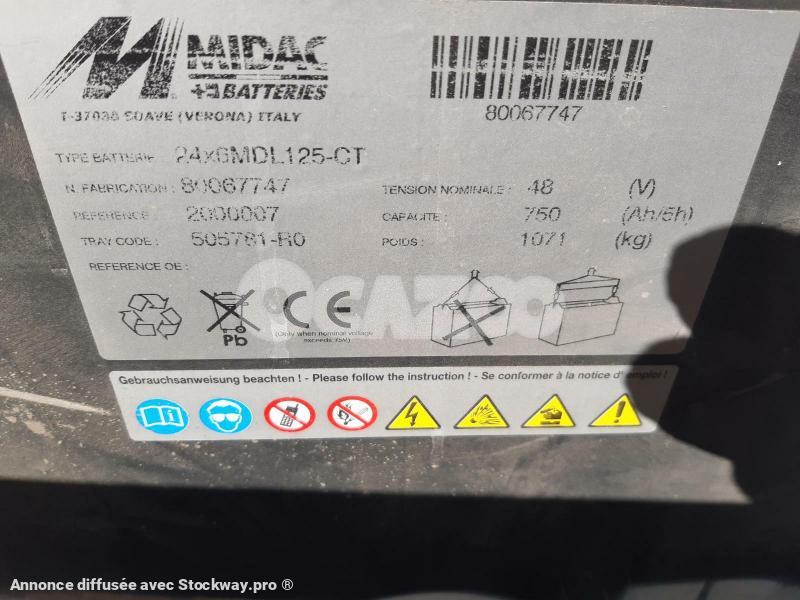 MIDAC
BATTERIES
80067747
I-37038 SOAVE (VERONA) ITALY
TYPE BATTERIE 24x6MDL125-CT
N. FABRICATION : 80067747
TENSION NOMINALE : 48 (V)
REFERENCE : 2000007
CAPACITE : 750 (Ah/5h)
TRAY CODE : 505781-R0
POIDS : 1071 (kg)
REFERENCE OE :
OCAZOO
Pb
CE
(Only when nominal voltage
exceeds 75V)
Gebrauchsanweisung beachten ! - Please follow the instruction ! - Se conformer à la notice d' emploi !
Annonce diffusée avec Stockway.pro ®